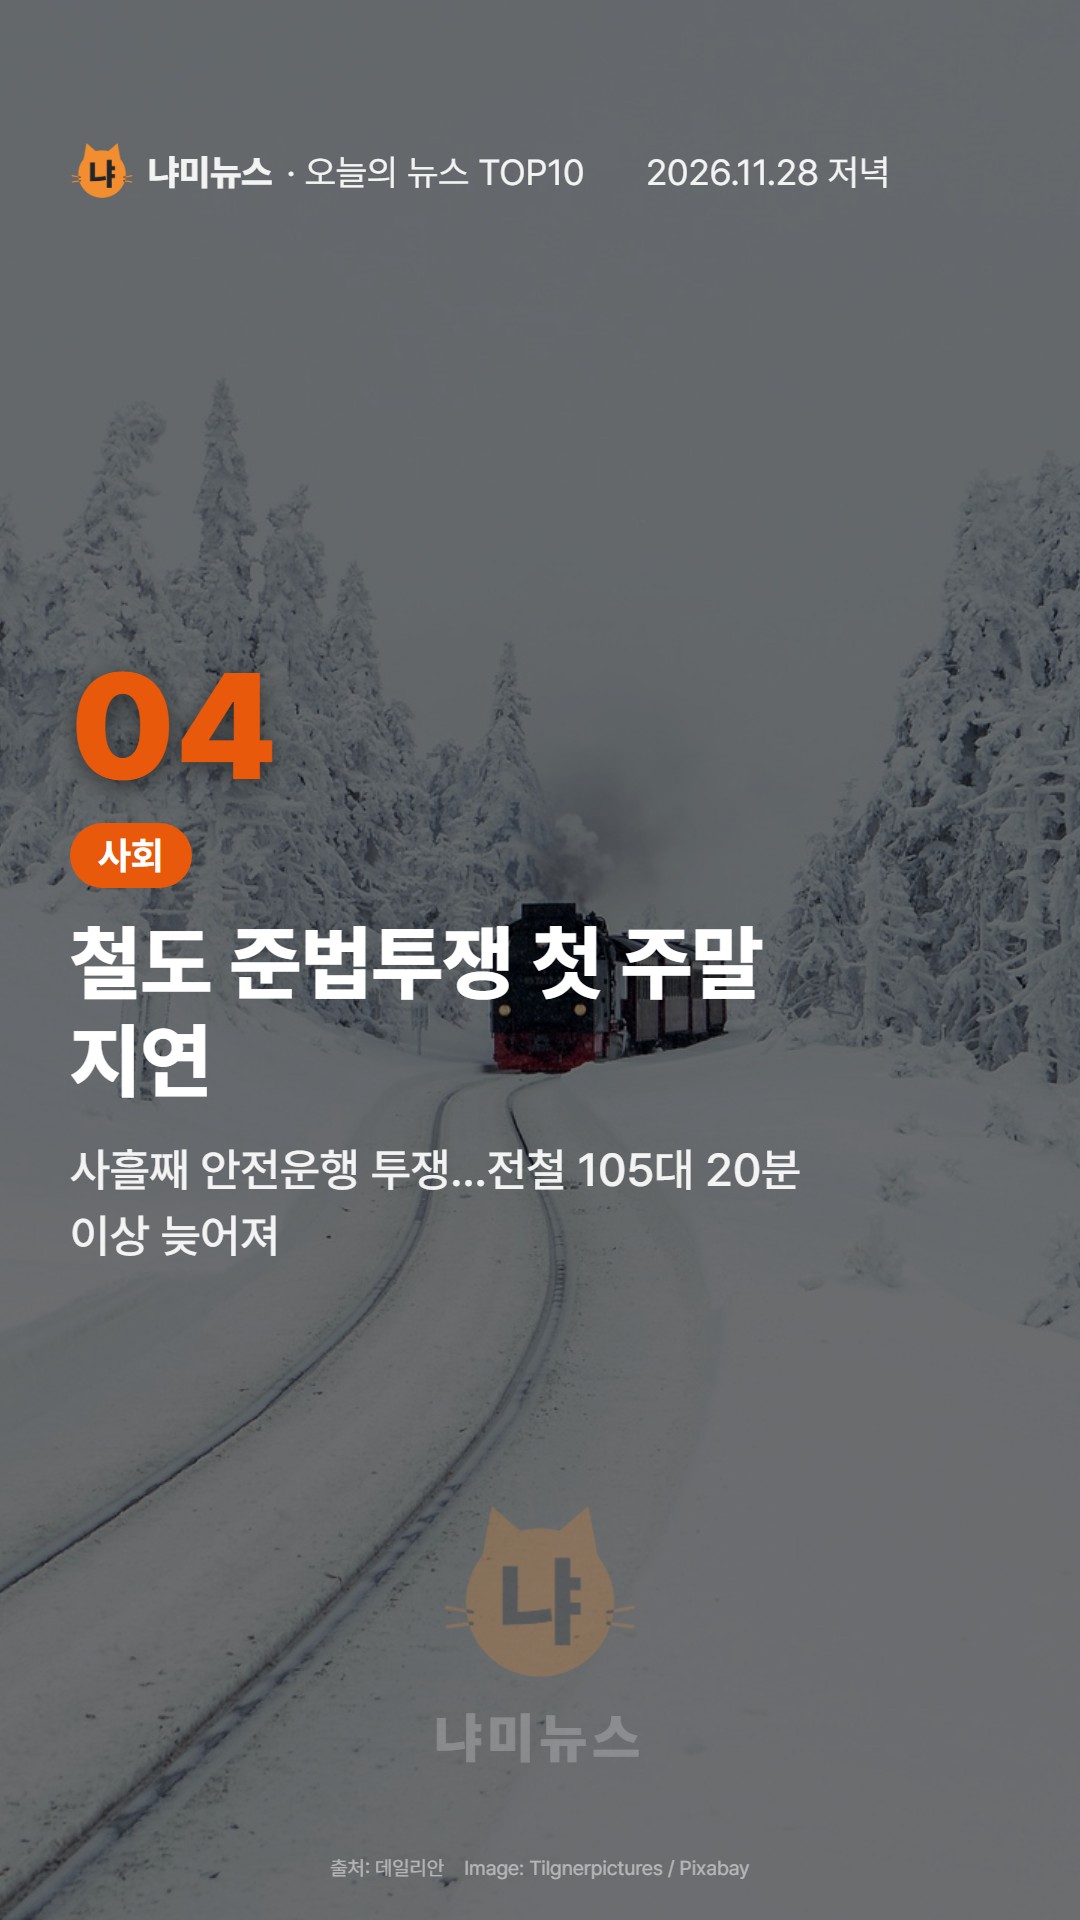 냐 냐미뉴스 · 오늘의 뉴스 TOP10 2026.11.28 저녁
04
사회
철도 준법투쟁 첫 주말
지연
사흘째 안전운행 투쟁...전철 105대 20분
이상 늦어져
냐
냐미뉴스
출처: 데일리안 Image: Tilgnerpictures / Pixabay